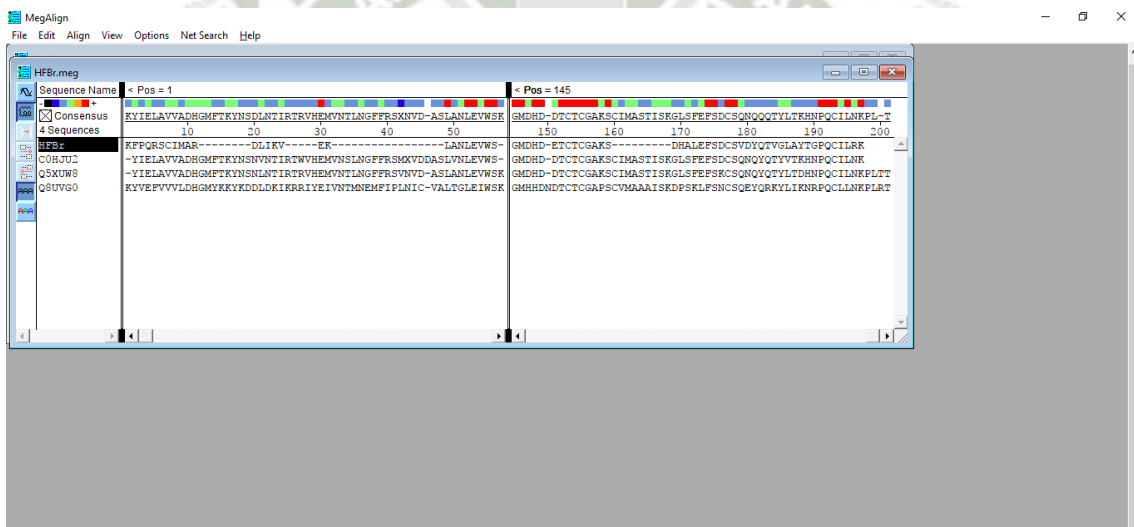 MegAlign
File Edit Align View Options Net Search Help
HFBr.meg
Sequence Name < Pos = 1 < Pos = 145
- +
Consensus KYIELAVVADHGMFTKYNSDLNTIRTRVHEMVNTLNGFFRSXNVD-ASLANLEVWSK GMDHD-DTCTCGAKSCIMASTISKGLSFEFSDCSQNQQQTYLTKHNPQCILNKPL-T
4 Sequences 10 20 30 40 50 150 160 170 180 190 200
HFBr KFPQRSCIMAR--------DLIKV-----EK-----------------LANLEVWS- GMDHD-ETCTCGAKS---------DHALEFSDCSVDYQTVGLAYTGPQCILRK
C0HJU2 -YIELAVVADHGMFTKYNSNVNTIRTWVHEMVNSLNGFFRSMXVDDASLVNLEVWS- GMDHD-DTCTCGAKSCIMASTISKGLSFEFSDCSQNQYQTYVTKHNPQCILNK
Q5XUW8 -YIELAVVADHGMFTKYNSNLNTIRTRVHEMVNTLNGFFRSVNVD-ASLANLEVWSK GMDHD-DTCTCGAKSCIMASTISKGLSFEFSKCSQNQYQTYLTDHNPQCILNKPLTT
Q8UVG0 KYVEFVVVLDHGMYKKYKDDLDKIKRRIYEIVNTMNEMFIPLNIC-VALTGLEIWSK GMHHDNDTCTCGAPSCVMAAAISKDPSKLFSNCSQEYQRKYLIKNRPQCLLNKPLRT